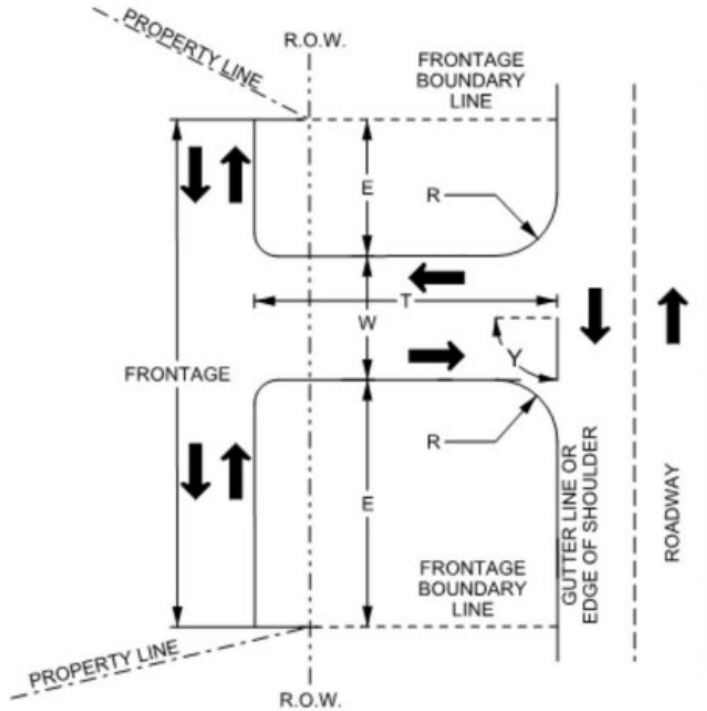 R.O.W.
PROPERTY LINE
FRONTAGE
BOUNDARY
LINE
E
R
T
W
Y
FRONTAGE
R
E
GUTTER LINE OR
EDGE OF SHOULDER
ROADWAY
FRONTAGE
BOUNDARY
LINE
PROPERTY LINE
R.O.W.